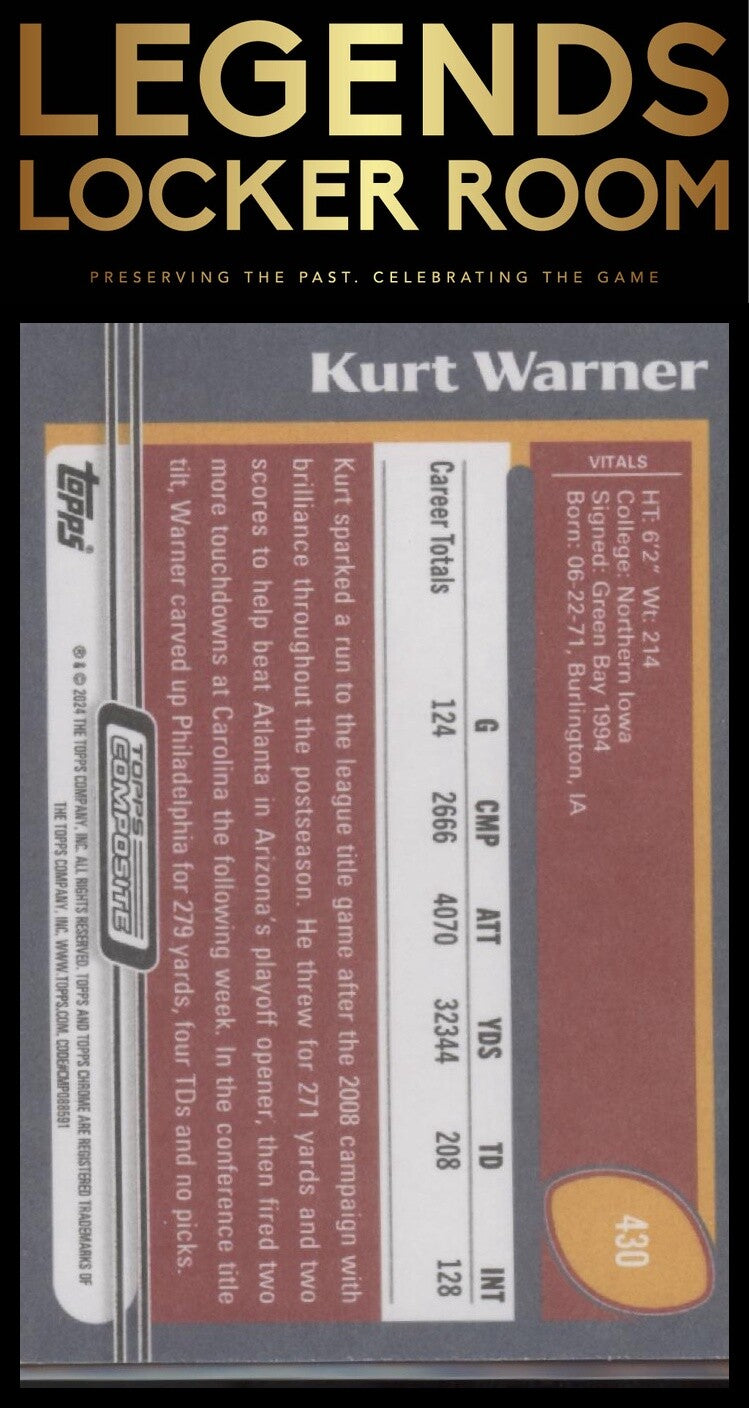 LEGENDS
LOCKER ROOM
PRESERVING THE PAST. CELEBRATING THE GAME
Kurt Warner
430
VITALS
HT: 6'2" Wt: 214
College: Northern Iowa
Signed: Green Bay 1994
Born: 06-22-71, Burlington, IA
G CMP ATT YDS TD INT
Career Totals 124 2666 4070 32344 208 128
Kurt sparked a run to the league title game after the 2008 campaign with
brilliance throughout the postseason. He threw for 271 yards and two
scores to help beat Atlanta in Arizona's playoff opener, then fired two
more touchdowns at Carolina the following week. In the conference title
tilt, Warner carved up Philadelphia for 279 yards, four TDs and no picks.
TOPPS
COMPOSITE
topps®
® & © 2024 THE TOPPS COMPANY, INC. ALL RIGHTS RESERVED. TOPPS AND TOPPS CHROME ARE REGISTERED TRADEMARKS OF
THE TOPPS COMPANY, INC. WWW.TOPPS.COM. CODE#CMP088591